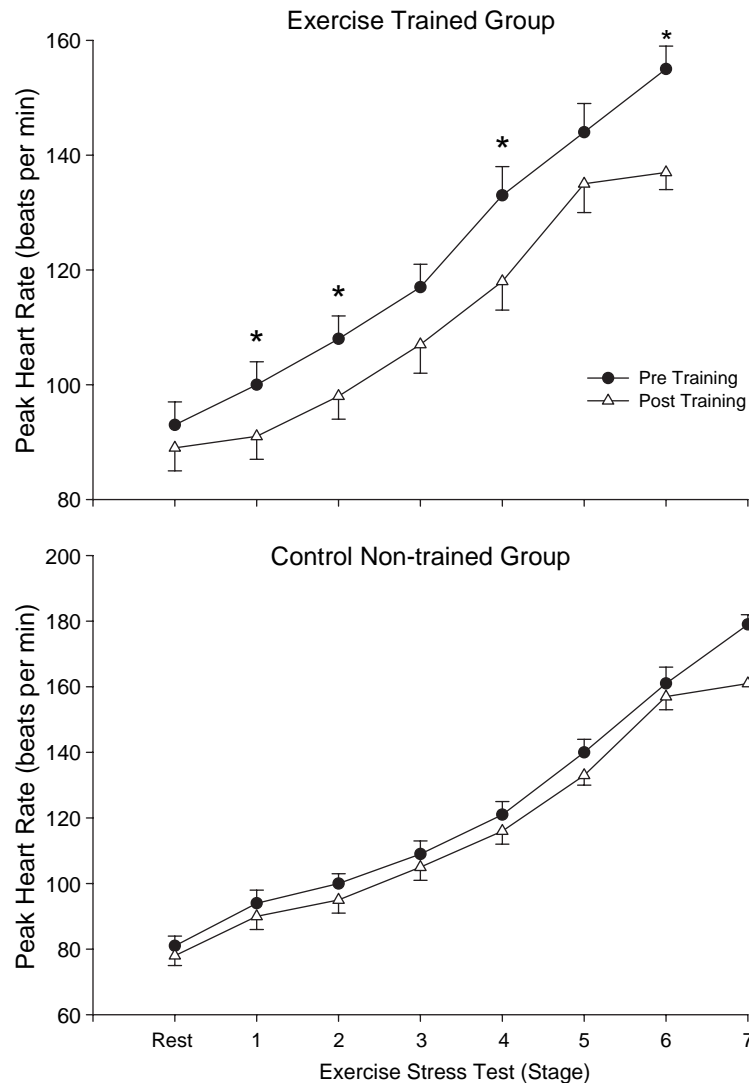 Exercise Trained Group
160
140
120
100
80
Peak Heart Rate (beats per min)
*
*
*
*
Pre Training
Post Training
Control Non-trained Group
200
180
160
140
120
100
80
60
Peak Heart Rate (beats per min)
Rest 1 2 3 4 5 6 7
Exercise Stress Test (Stage)